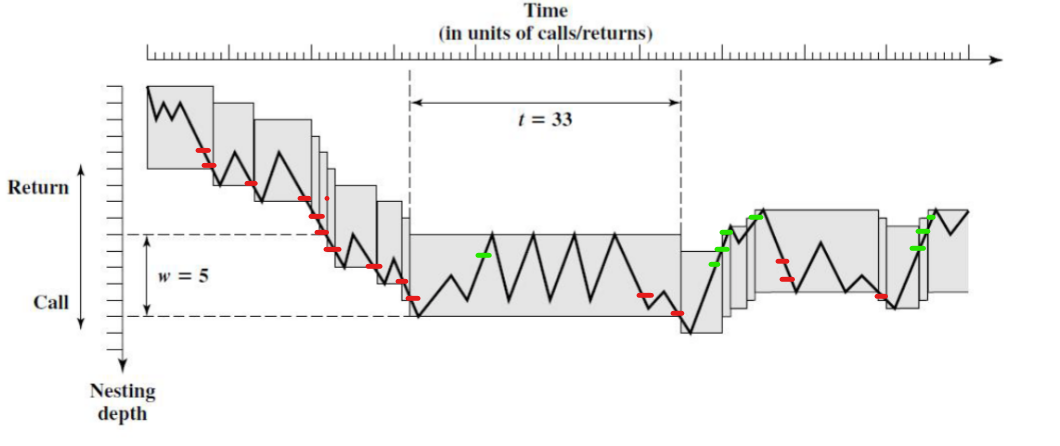 Time
(in units of calls/returns)
t = 33
Return
w = 5
Call
Nesting
depth